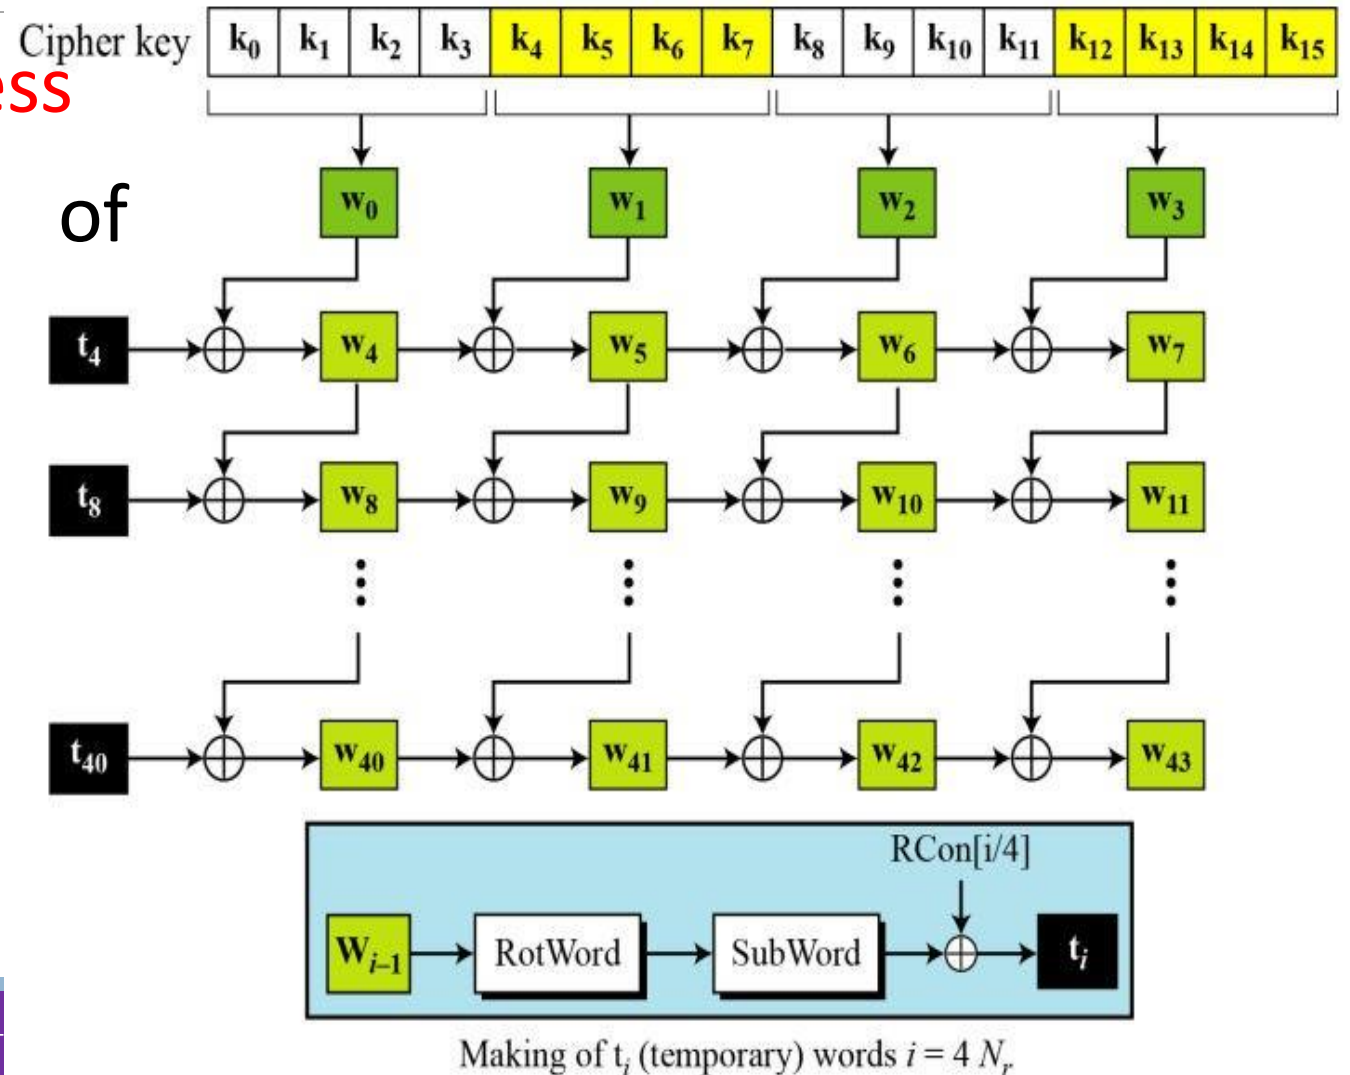 Cipher key k₀ k₁ k₂ k₃ k₄ k₅ k₆ k₇ k₈ k₉ k₁₀ k₁₁ k₁₂ k₁₃ k₁₄ k₁₅
ess
w₀ w₁ w₂ w₃
of
t₄ w₄ w₅ w₆ w₇
t₈ w₈ w₉ w₁₀ w₁₁
t₄₀ w₄₀ w₄₁ w₄₂ w₄₃
RCon[i/4]
Wᵢ₋₁ RotWord SubWord tᵢ
Making of tᵢ (temporary) words i = 4 Nᵣ